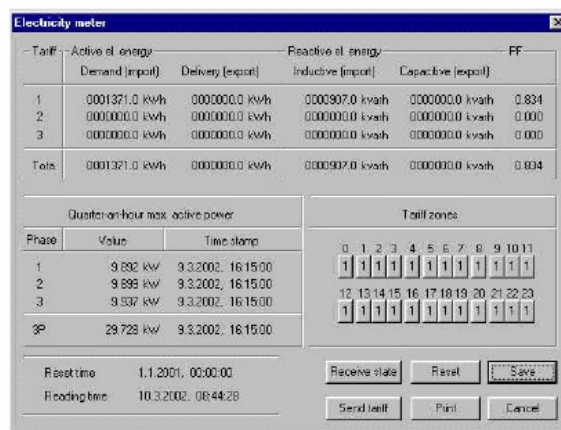 Electricity meter
Tariff Active el. energy Reactive el. energy PF
Demand (import) Delivery (export) Inductive (import) Capacitive (export)
1 0001371.0 kWh 0000000.0 kWh 0000907.0 kvarh 0000000.0 kvarh 0.834
2 0000000.0 kWh 0000000.0 kWh 0000000.0 kvarh 0000000.0 kvarh 0.000
3 0000000.0 kWh 0000000.0 kWh 0000000.0 kvarh 0000000.0 kvarh 0.000
Total 0001371.0 kWh 0000000.0 kWh 0000907.0 kvarh 0000000.0 kvarh 0.834
Quarter-an-hour max. active power
Phase Value Time stamp
1 9.892 kW 9.3.2002, 16:15:00
2 9.899 kW 9.3.2002, 16:15:00
3 9.937 kW 9.3.2002, 16:15:00
3P 29.728 kW 9.3.2002, 16:15:00
Tariff zones
0 1 2 3 4 5 6 7 8 9 10 11
1 1 1 1 1 1 1 1 1 1 1 1
12 13 14 15 16 17 18 19 20 21 22 23
1 1 1 1 1 1 1 1 1 1 1 1
Reset time 1.1.2001, 00:00:00
Reading time 10.3.2002, 08:44:28
Receive state Reset Save
Send tariff Print Cancel